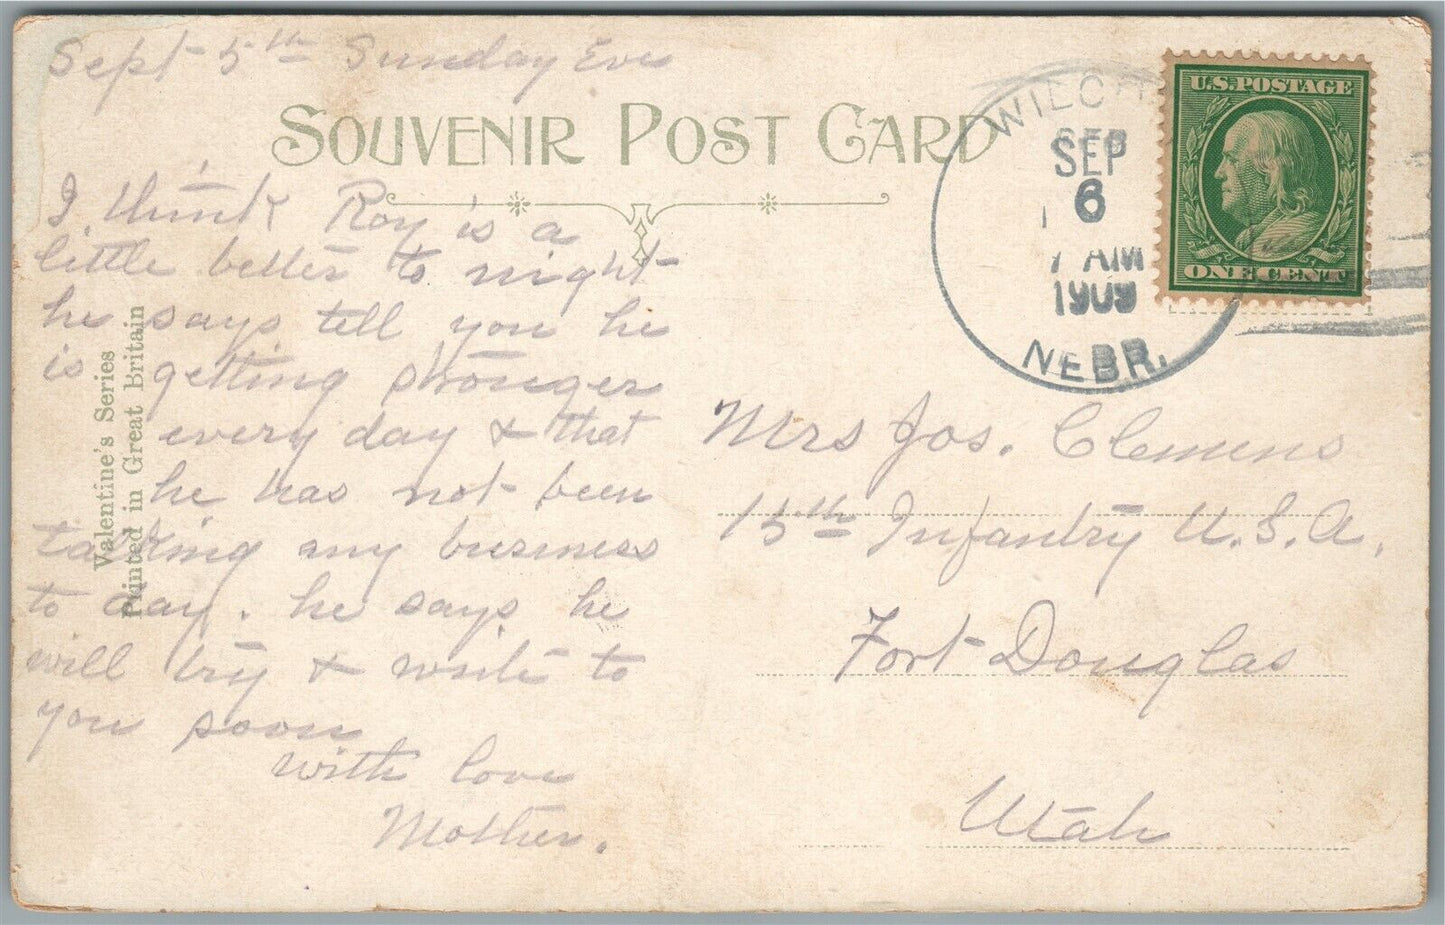 Sept 5th Sunday Eve
SOUVENIR POST CARD
I think Roy is a
little better to night
he says tell you he
is getting stronger
every day & that
he has not been
talking any business
to day. he says he
will try & write to
you soon
with love
Mother.
Valentine's Series
Printed in Great Britain
WILCO
SEP
6
7 AM
1909
NEBR.
U.S. POSTAGE
ONE CENT
Mrs Jos. Clemens
15th Infantry U.S.A.
Fort Douglas
Utah